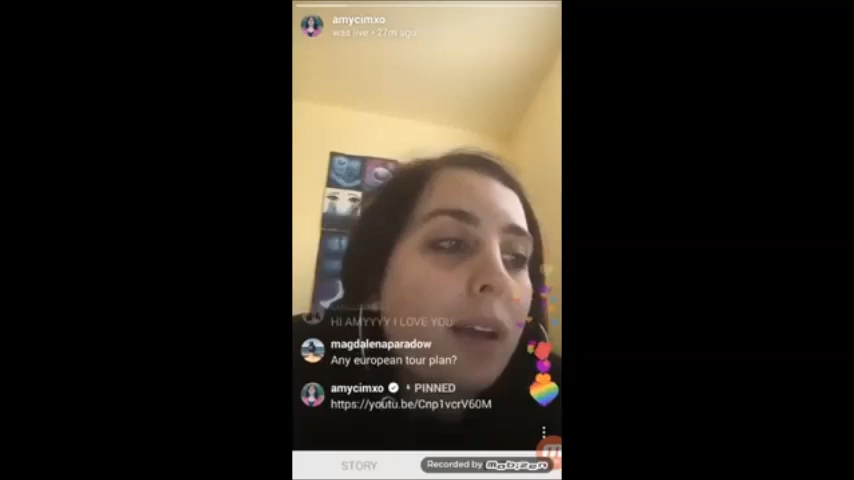 amycimxo
was live • 27m ago
HI AMYYYY I LOVE YOU
magdalenaparadow
Any european tour plan?
amycimxo PINNED
https://youtu.be/Cnp1vcrV60M
STORY
Recorded by mobizen